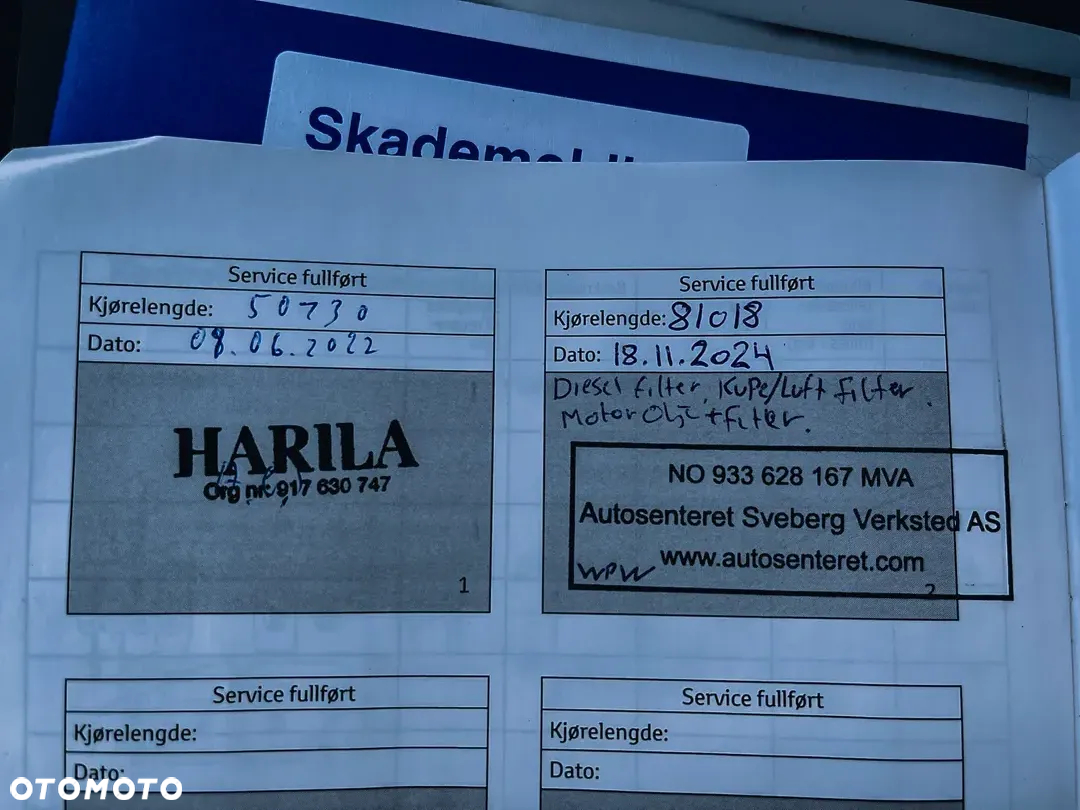 Service fullført
Kjørelengde: 50730
Dato: 08.06.2022
HARILA
Org nr. 917 630 747
1
Service fullført
Kjørelengde: 81018
Dato: 18.11.2024
Diesel filter, Kupe/Luft filter.
Motor Olje + filter.
NO 933 628 167 MVA
Autosenteret Sveberg Verksted AS
www.autosenteret.com
2
Service fullført
Kjørelengde:
Dato:
Service fullført
Kjørelengde:
Dato:
OTOMOTO